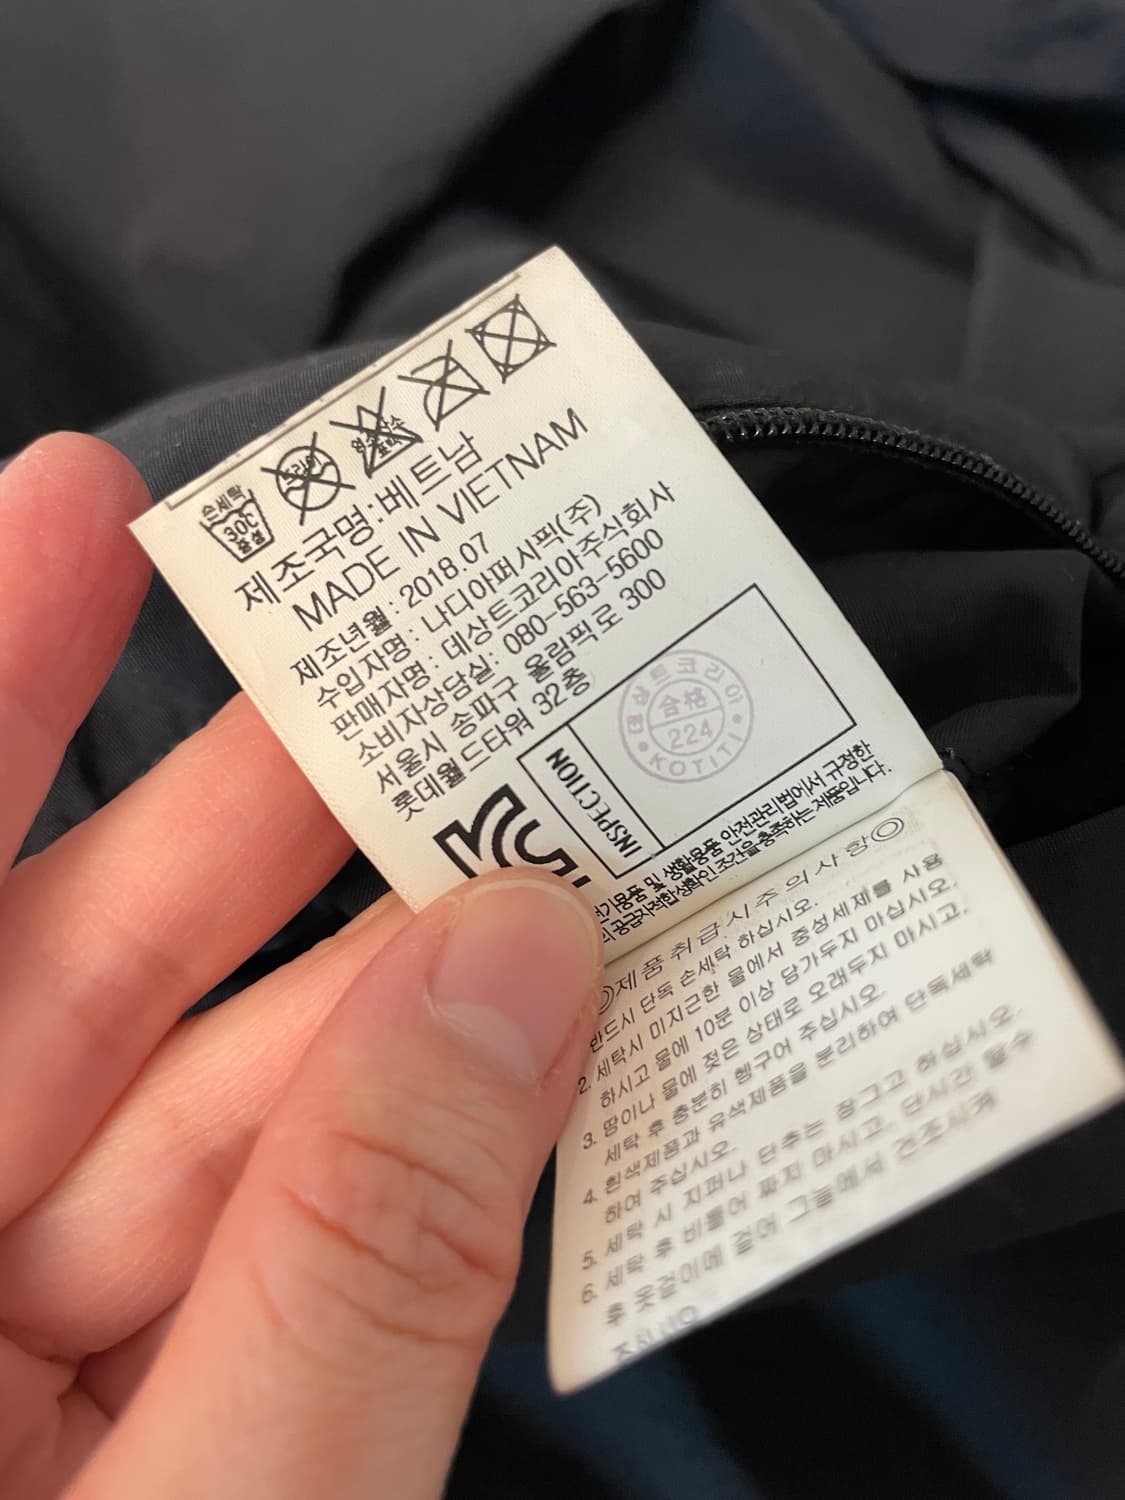 손세탁
30℃
중성
드라이
염소산소
표백
제조국명:베트남
MADE IN VIETNAM
제조년월: 2018.07
수입자명: 나디아퍼시픽(주)
판매자명: 데상트코리아주식회사
소비자상담실: 080-563-5600
서울시 송파구 올림픽로 300
롯데월드타워 32층
INSPECTION
데상트코리아
合格
224
KOTITI
전기용품 및 생활용품 안전관리법에서 규정한
공급자적합성확인 조건을 충족하는 제품입니다.
◎제품취급시주의사항◎
반드시 단독 손세탁 하십시오.
2. 세탁시 미지근한 물에서 중성세제를 사용
하시고 물에 10분 이상 담가두지 마십시오.
3. 땀이나 물에 젖은 상태로 오래두지 마시고,
세탁 후 충분히 헹구어 주십시오.
4. 흰색제품과 유색제품을 분리하여 단독세탁
하여 주십시오.
5. 세탁 시 지퍼나 단추는 잠그고 하십시오.
6. 세탁 후 비틀어 짜지 마시고, 단시간 탈수
후 옷걸이에 걸어 그늘에서 건조시켜